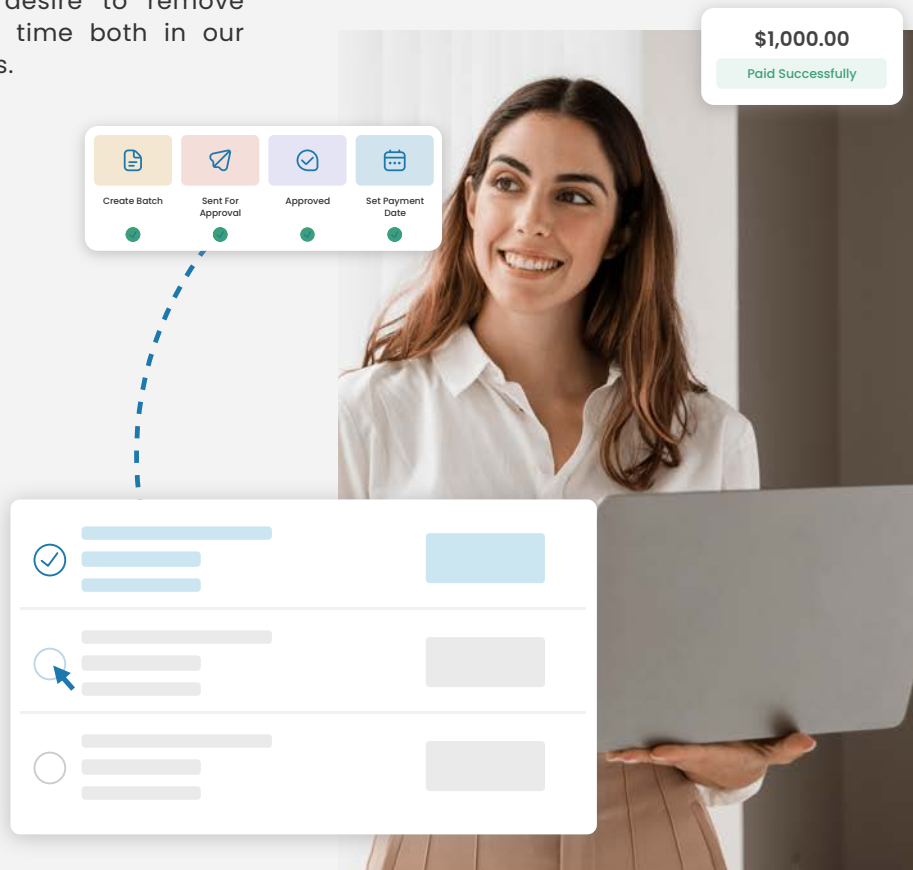 desire to remove
time both in our
s.
$1,000.00
Paid Successfully
Create Batch
Sent For
Approval
Approved
Set Payment
Date